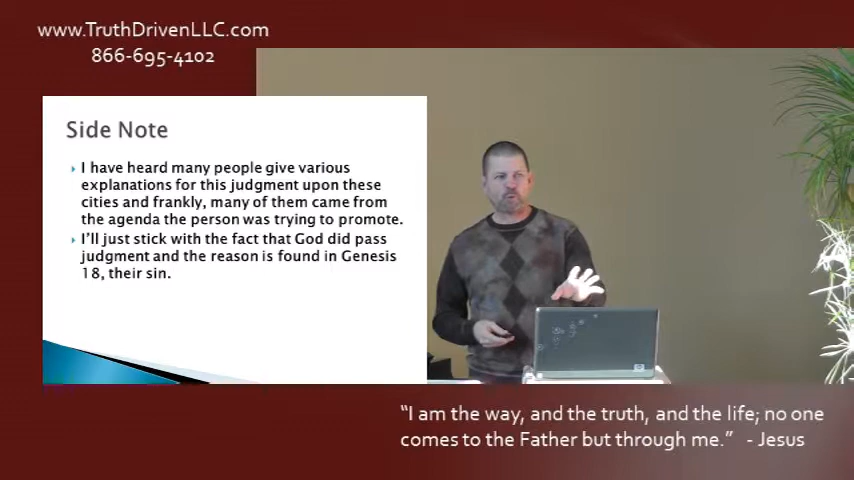 www.TruthDrivenLLC.com
866-695-4102
Side Note
I have heard many people give various
explanations for this judgment upon these
cities and frankly, many of them came from
the agenda the person was trying to promote.
I'll just stick with the fact that God did pass
judgment and the reason is found in Genesis
18, their sin.
“I am the way, and the truth, and the life; no one
comes to the Father but through me.” - Jesus